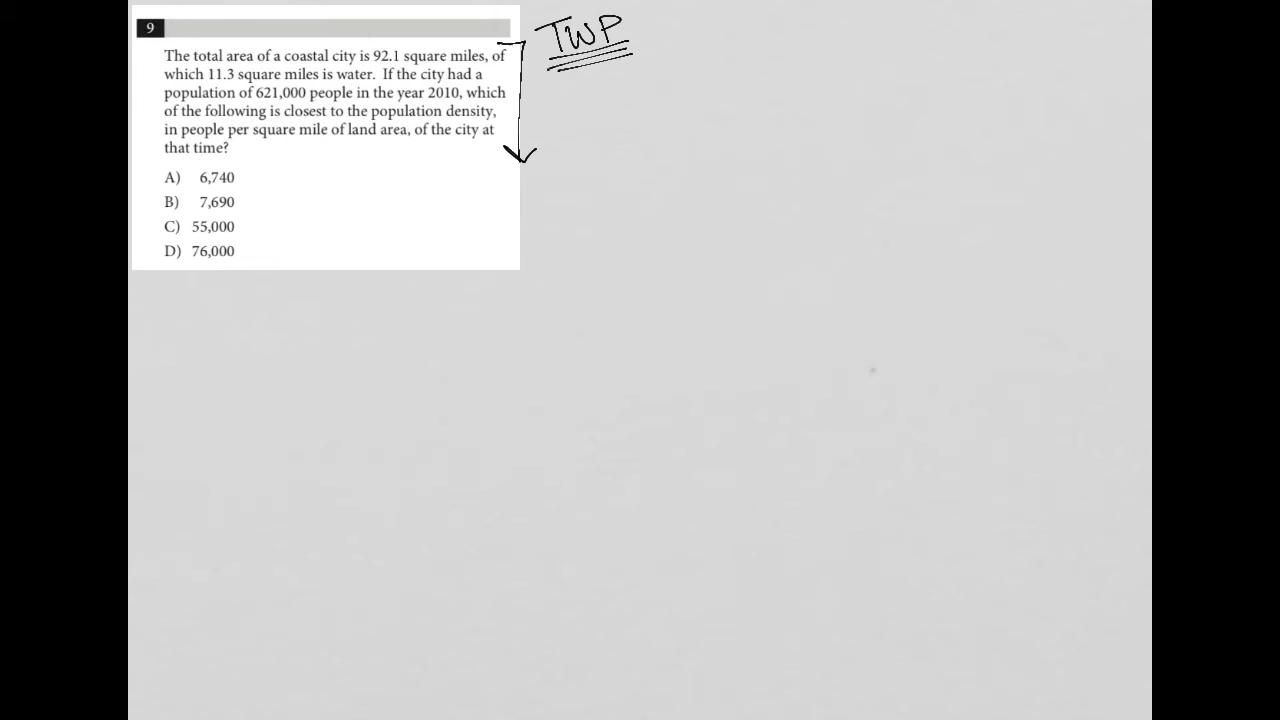 9
TWP
The total area of a coastal city is 92.1 square miles, of
which 11.3 square miles is water. If the city had a
population of 621,000 people in the year 2010, which
of the following is closest to the population density,
in people per square mile of land area, of the city at
that time?
A) 6,740
B) 7,690
C) 55,000
D) 76,000